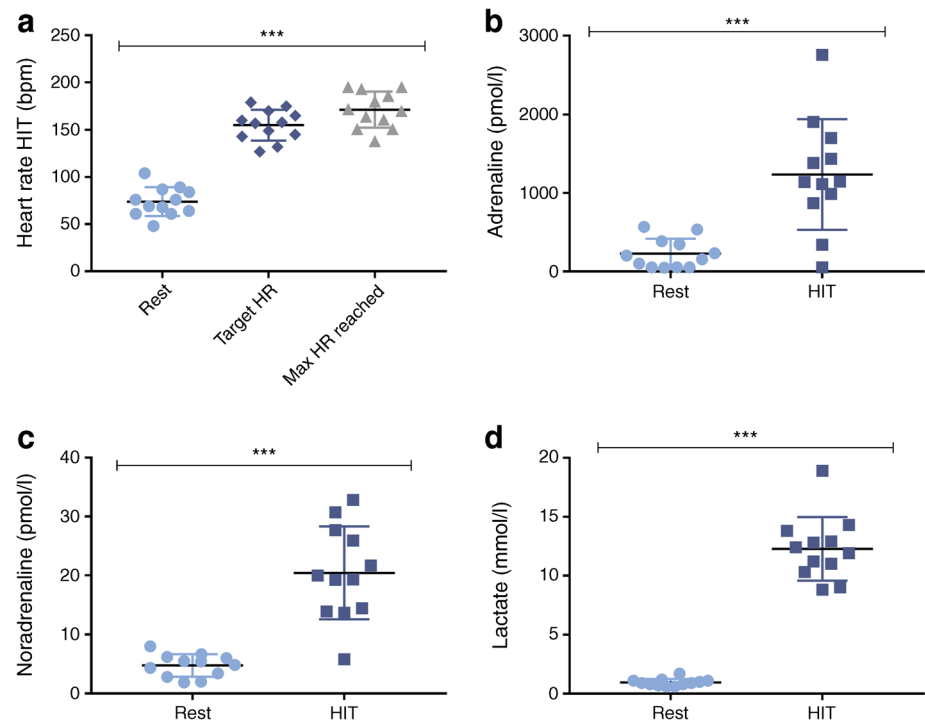 a
***
Heart rate HIT (bpm)
250
200
150
100
50
0
Rest
Target HR
Max HR reached
b
***
Adrenaline (pmol/l)
3000
2000
1000
0
Rest
HIT
c
***
Noradrenaline (pmol/l)
40
30
20
10
0
Rest
HIT
d
***
Lactate (mmol/l)
20
15
10
5
0
Rest
HIT